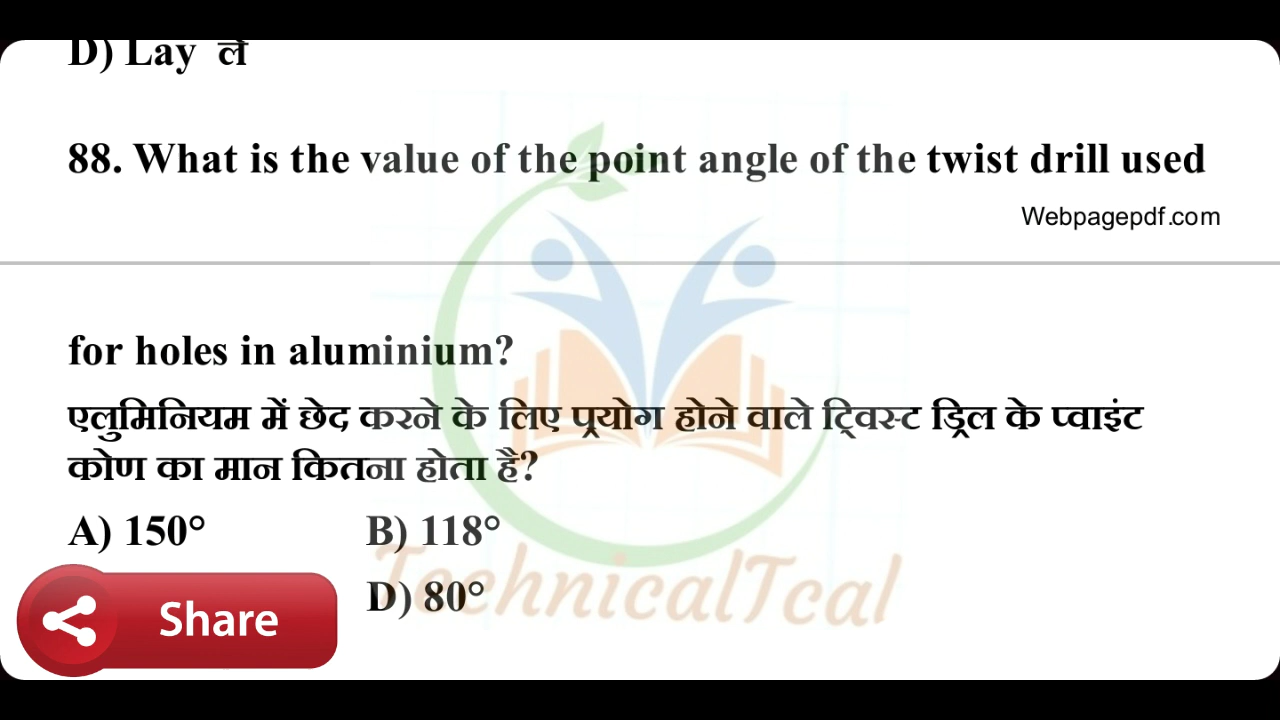 D) Lay ले
88. What is the value of the point angle of the twist drill used
Webpagepdf.com
for holes in aluminium?
एलुमिनियम में छेद करने के लिए प्रयोग होने वाले ट्विस्ट ड्रिल के प्वाइंट
कोण का मान कितना होता है?
A) 150° B) 118°
D) 80°
Share
TechnicalTcal